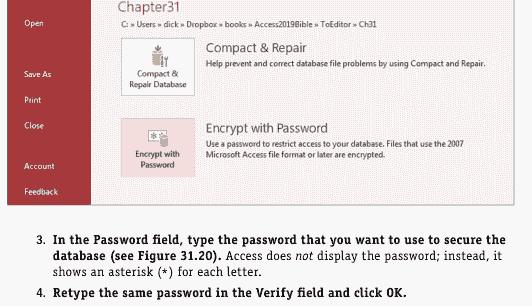 Chapter31
C: » Users » dick » Dropbox » books » Access2019Bible » ToEditor » Ch31
Open
Save As
Print
Close
Account
Feedback
Compact &
Repair Database
Compact & Repair
Help prevent and correct database file problems by using Compact and Repair.
Encrypt with
Password
Encrypt with Password
Use a password to restrict access to your database. Files that use the 2007
Microsoft Access file format or later are encrypted.
3. In the Password field, type the password that you want to use to secure the
database (see Figure 31.20). Access does not display the password; instead, it
shows an asterisk (*) for each letter.
4. Retype the same password in the Verify field and click OK.